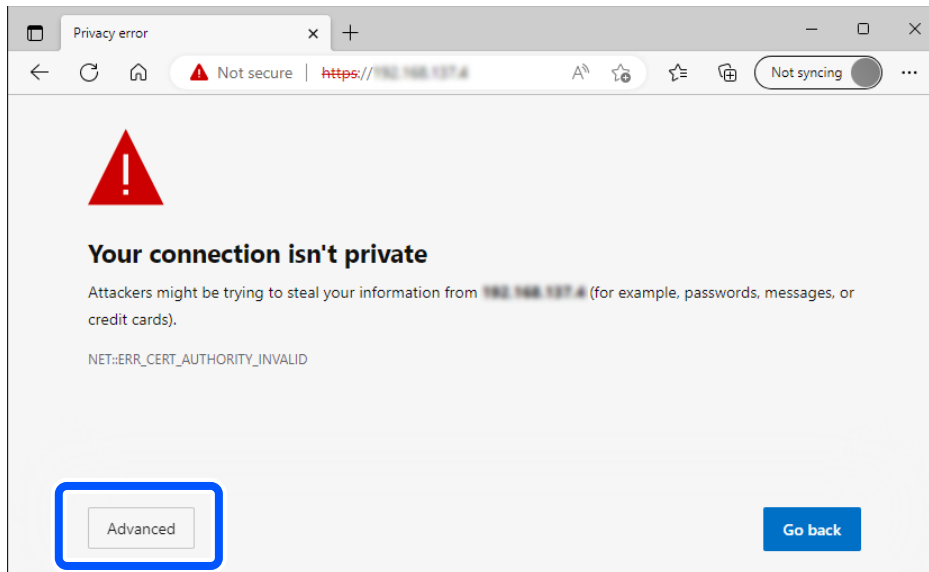 Privacy error
Not syncing
Not secure
https://
Your connection isn't private
Attackers might be trying to steal your information from (for example, passwords, messages, or
credit cards).
NET::ERR_CERT_AUTHORITY_INVALID
Advanced
Go back